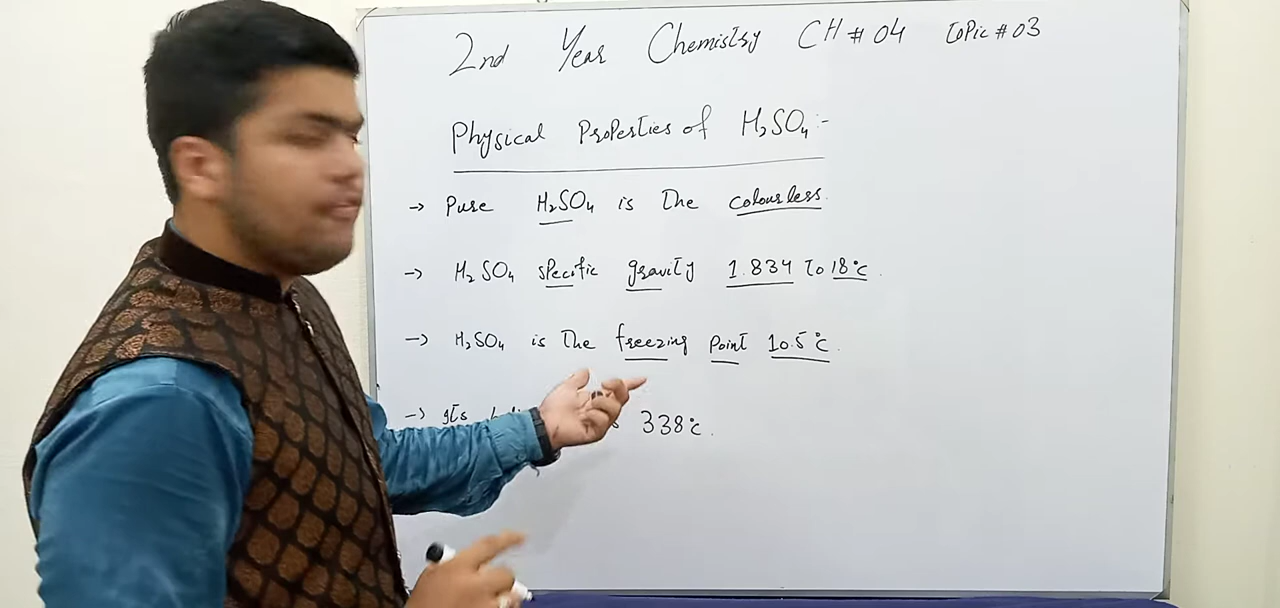 2nd Year Chemistry CH # 04 Topic # 03
Physical Properties of H₂SO₄:-
→ Pure H₂SO₄ is The colourless.
→ H₂SO₄ specific gravity 1.834 To 18°c.
→ H₂SO₄ is The freezing Point 10.5°c.
→ Its 338°c.